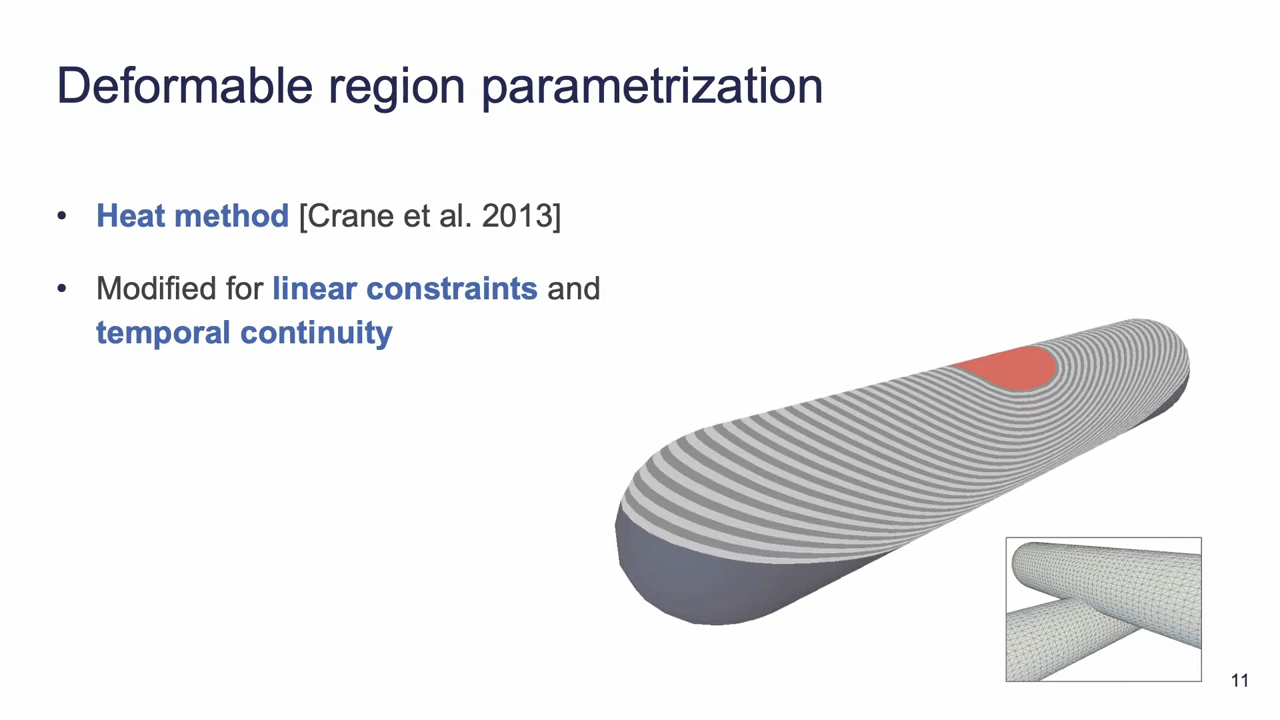 Deformable region parametrization
• Heat method [Crane et al. 2013]
• Modified for linear constraints and
temporal continuity
11